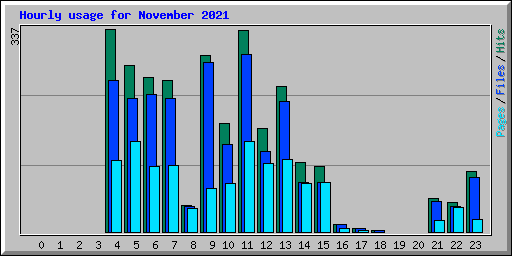 Hourly usage for November 2021
337
Pages / Files / Hits
0 1 2 3 4 5 6 7 8 9 10 11 12 13 14 15 16 17 18 19 20 21 22 23